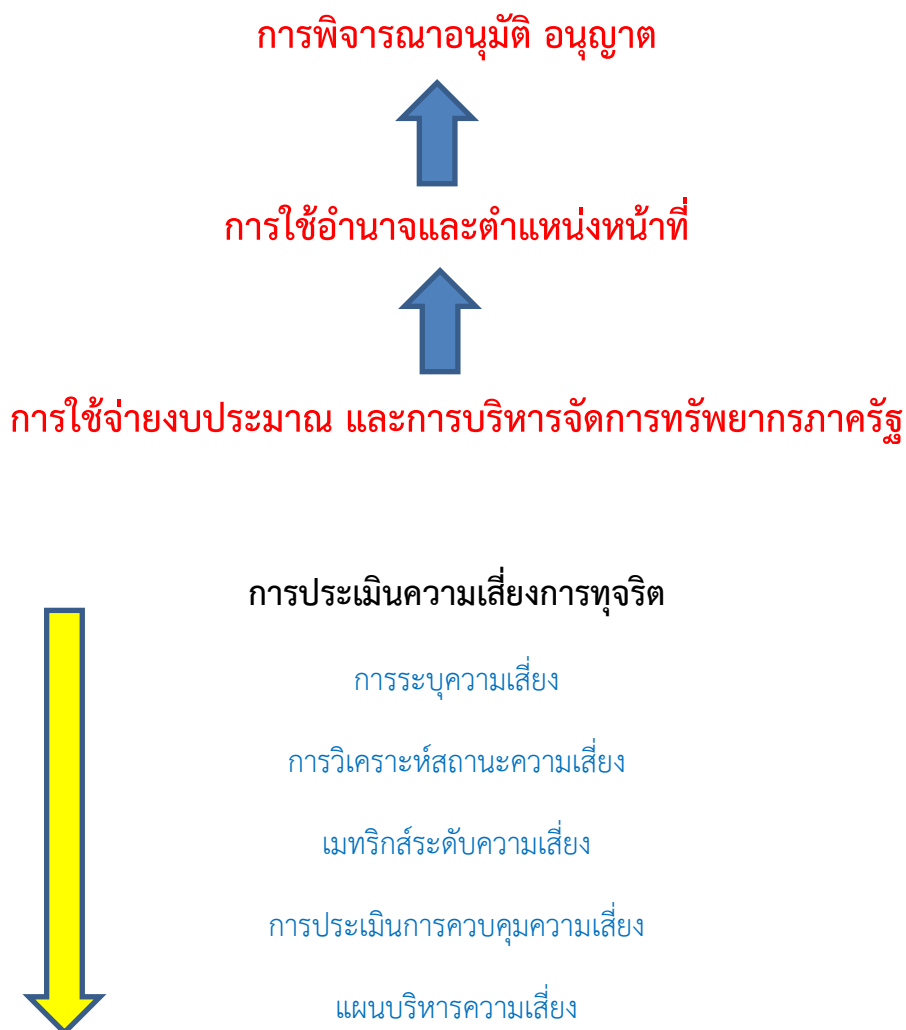 การพิจารณาอนุมัติ อนุญาต
การใช้อำนาจและตำแหน่งหน้าที่
การใช้จ่ายงบประมาณ และการบริหารจัดการทรัพยากรภาครัฐ
การประเมินความเสี่ยงการทุจริต
การระบุความเสี่ยง
การวิเคราะห์สถานะความเสี่ยง
เมทริกส์ระดับความเสี่ยง
การประเมินการควบคุมความเสี่ยง
แผนบริหารความเสี่ยง